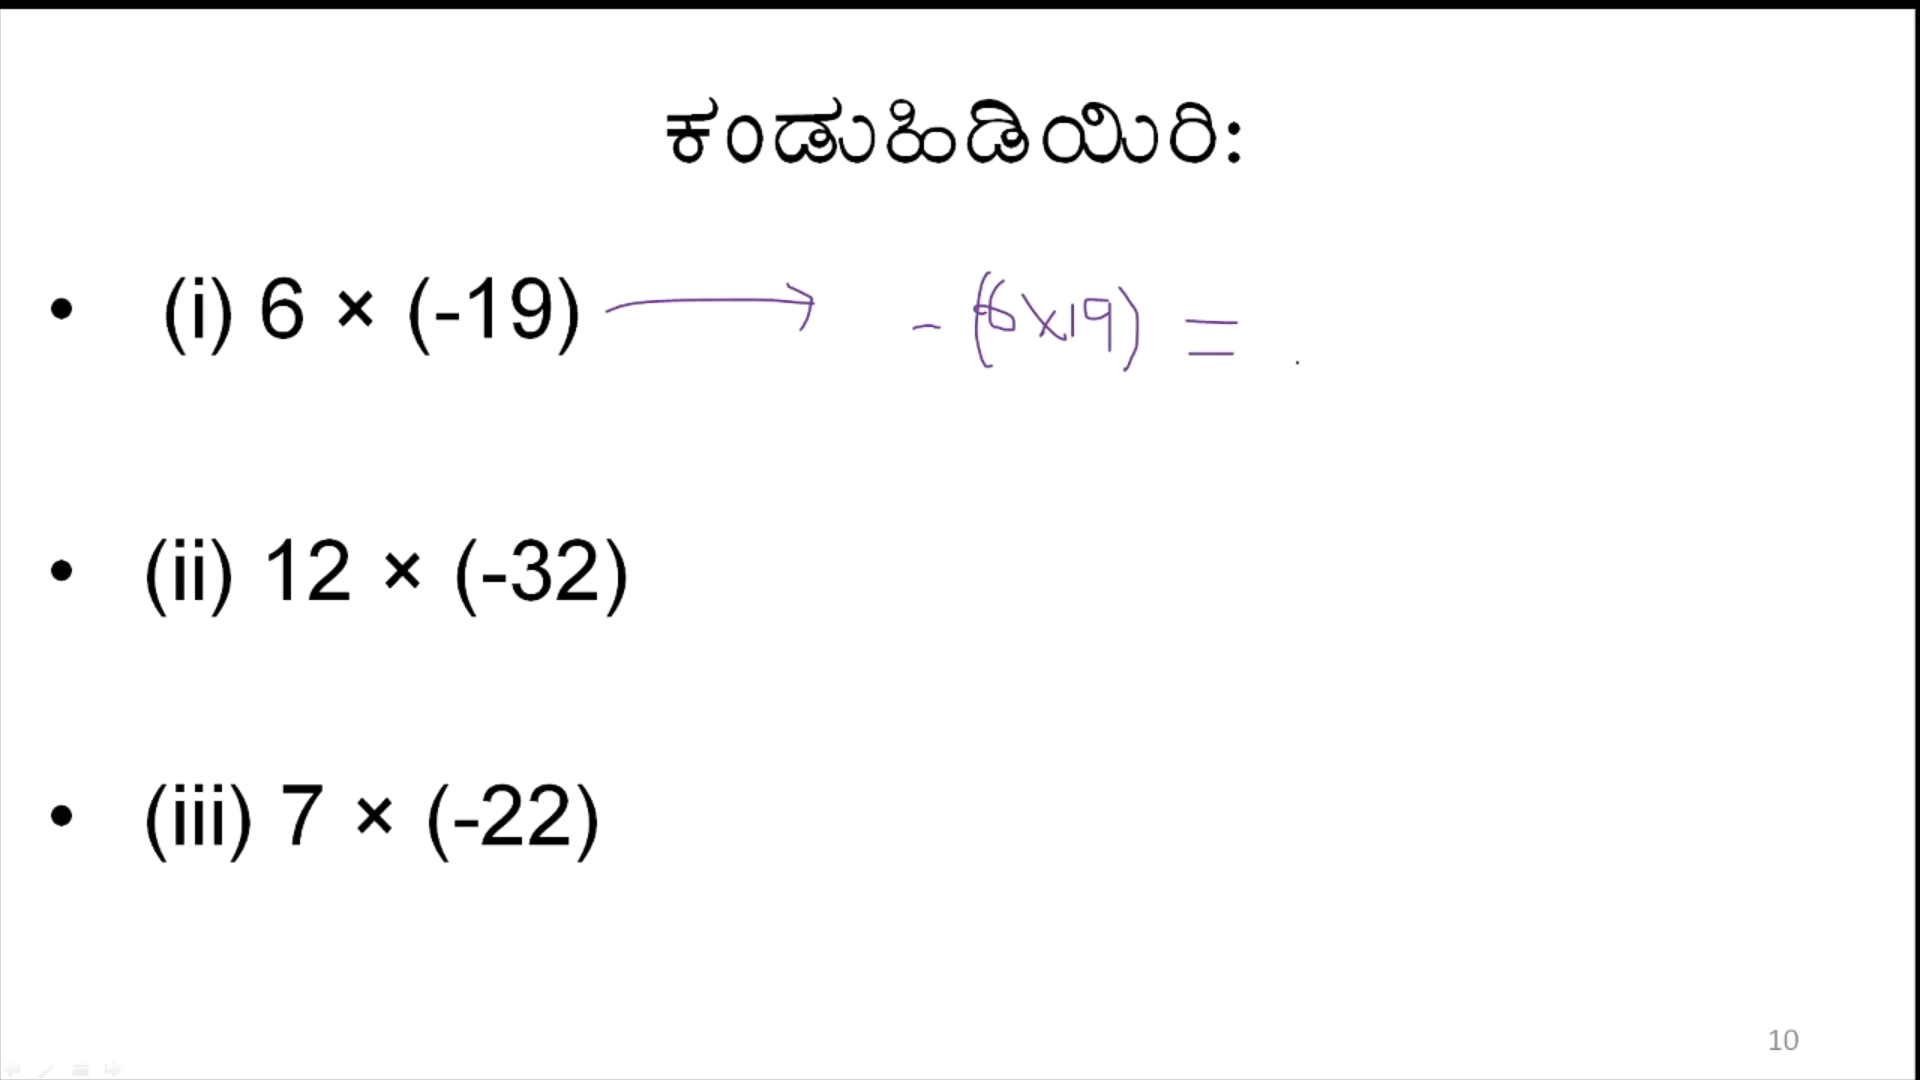 ಕಂಡುಹಿಡಿಯಿರಿ:
• (i) 6 × (-19) → - (6×19) =
• (ii) 12 × (-32)
• (iii) 7 × (-22)
10